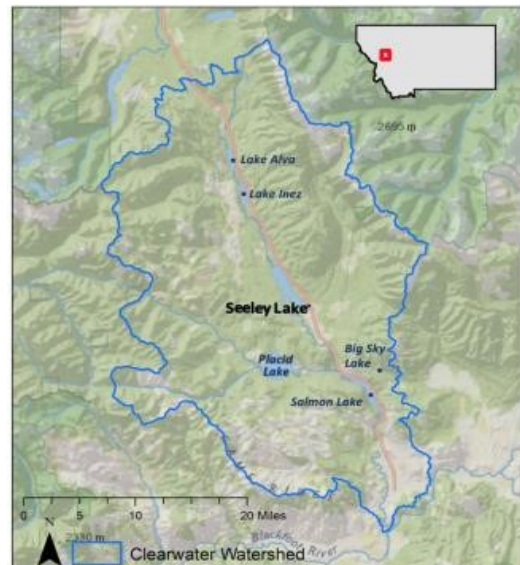 2695 m
Lake Alva
Lake Inez
Seeley Lake
Big Sky
Lake
Placid
Lake
Salmon Lake
0 5 10 20 Miles
N
2330 m
Blackfoot River
Clearwater Watershed